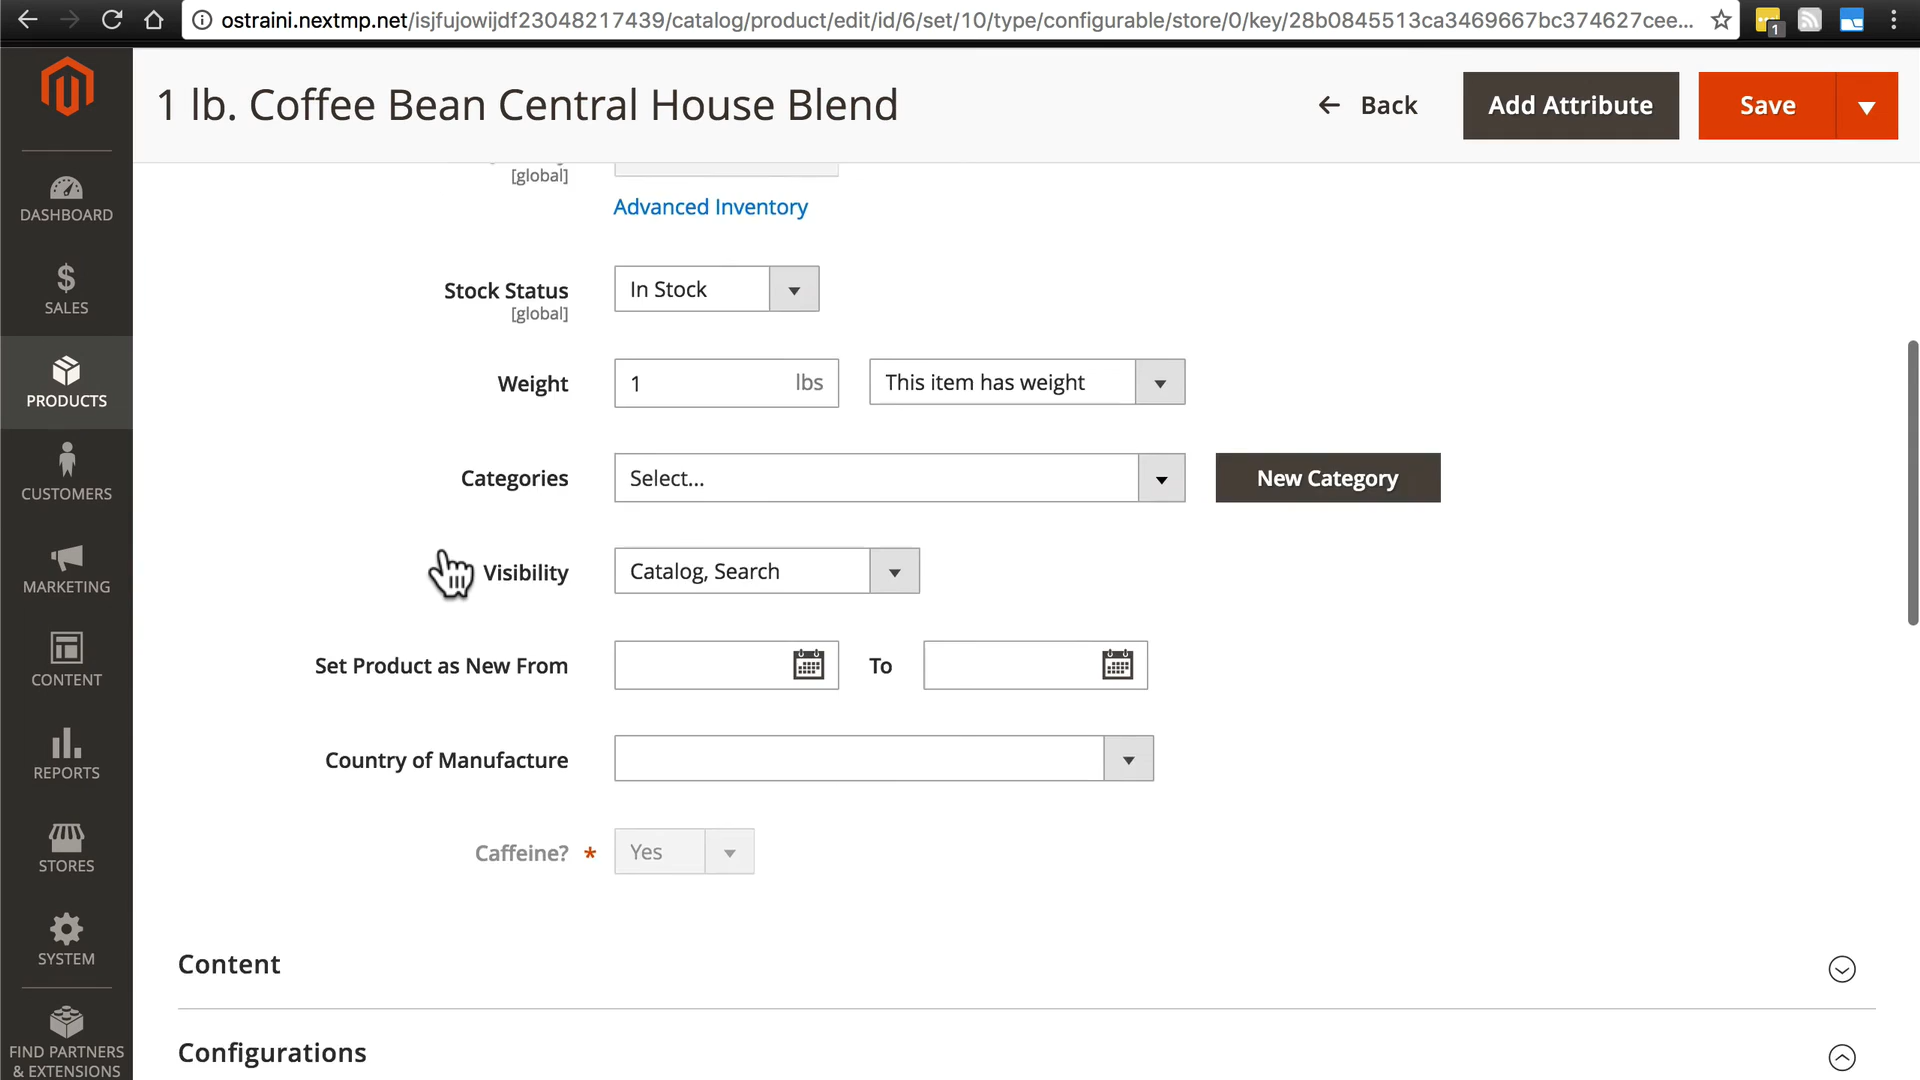 ostraini.nextmp.net/isjfujowijdf23048217439/catalog/product/edit/id/6/set/10/type/configurable/store/0/key/28b0845513ca3469667bc374627cee...
1
1 lb. Coffee Bean Central House Blend
Back
Add Attribute
Save
[global]
Advanced Inventory
Stock Status
[global]
In Stock
Weight
1 lbs
This item has weight
Categories
Select...
New Category
Visibility
Catalog, Search
Set Product as New From
To
Country of Manufacture
Caffeine? *
Yes
Content
Configurations
DASHBOARD
$
SALES
PRODUCTS
CUSTOMERS
MARKETING
CONTENT
REPORTS
STORES
SYSTEM
FIND PARTNERS
& EXTENSIONS